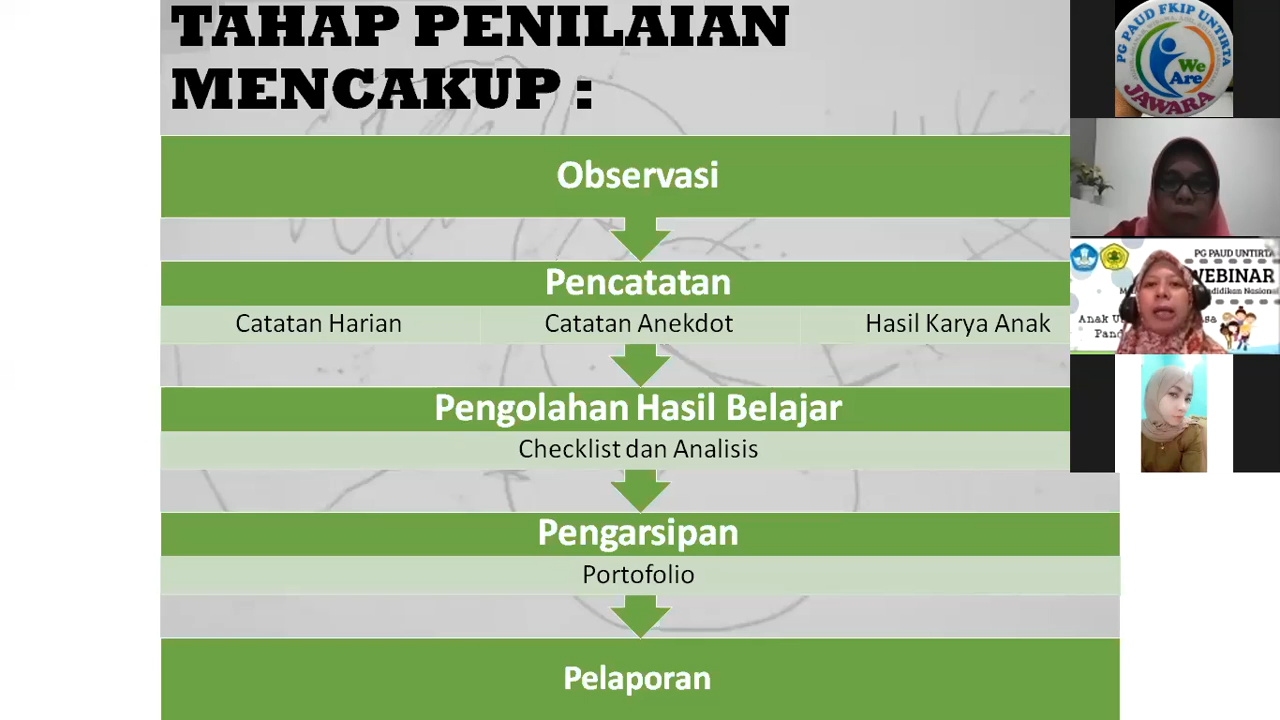 TAHAP PENILAIAN
MENCAKUP :
Observasi
Pencatatan
Catatan Harian
Catatan Anekdot
Hasil Karya Anak
Pengolahan Hasil Belajar
Checklist dan Analisis
Pengarsipan
Portofolio
Pelaporan
PG PAUD FKIP UNTIRTA
We
Are
JAWARA
PG PAUD UNTIRTA
WEBINAR